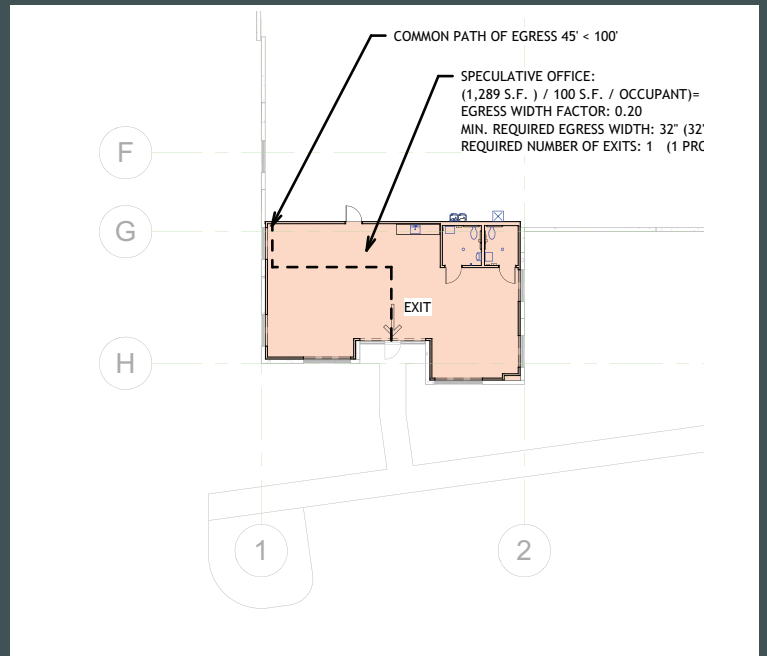 COMMON PATH OF EGRESS 45' < 100'
SPECULATIVE OFFICE:
(1,289 S.F. ) / 100 S.F. / OCCUPANT)=
EGRESS WIDTH FACTOR: 0.20
MIN. REQUIRED EGRESS WIDTH: 32" (32"
REQUIRED NUMBER OF EXITS: 1 (1 PRO
F
G
EXIT
H
1
2